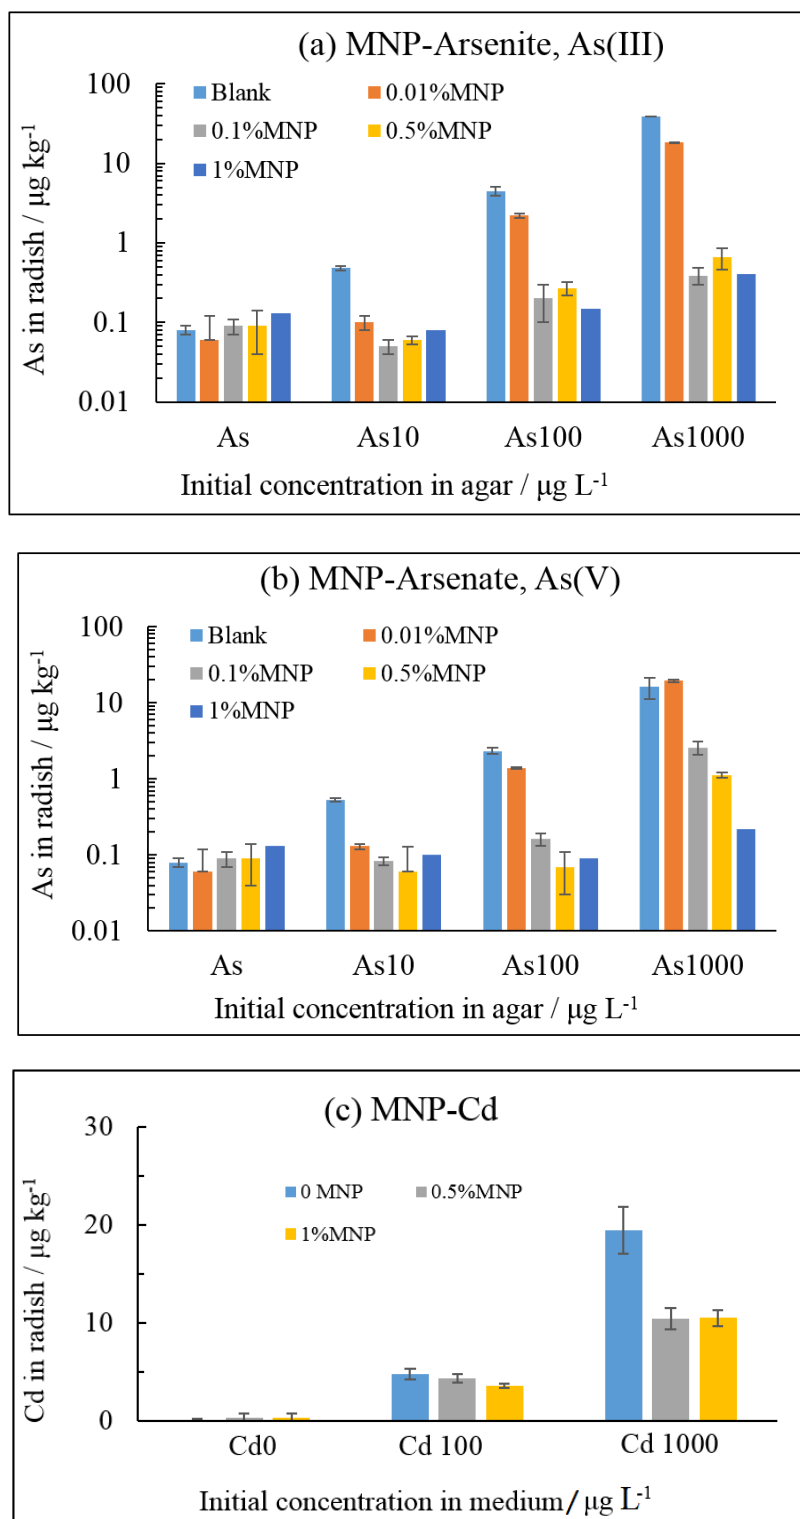 (a) MNP-Arsenite, As(III)
As in radish / μg kg-1
100
10
1
0.1
0.01
Blank
0.01%MNP
0.1%MNP
0.5%MNP
1%MNP
As
As10
As100
As1000
Initial concentration in agar / μg L-1
(b) MNP-Arsenate, As(V)
As in radish / μg kg-1
100
10
1
0.1
0.01
Blank
0.01%MNP
0.1%MNP
0.5%MNP
1%MNP
As
As10
As100
As1000
Initial concentration in agar / μg L-1
(c) MNP-Cd
Cd in radish / μg kg-1
30
20
10
0
0 MNP
0.5%MNP
1%MNP
Cd0
Cd 100
Cd 1000
Initial concentration in medium/μg L-1